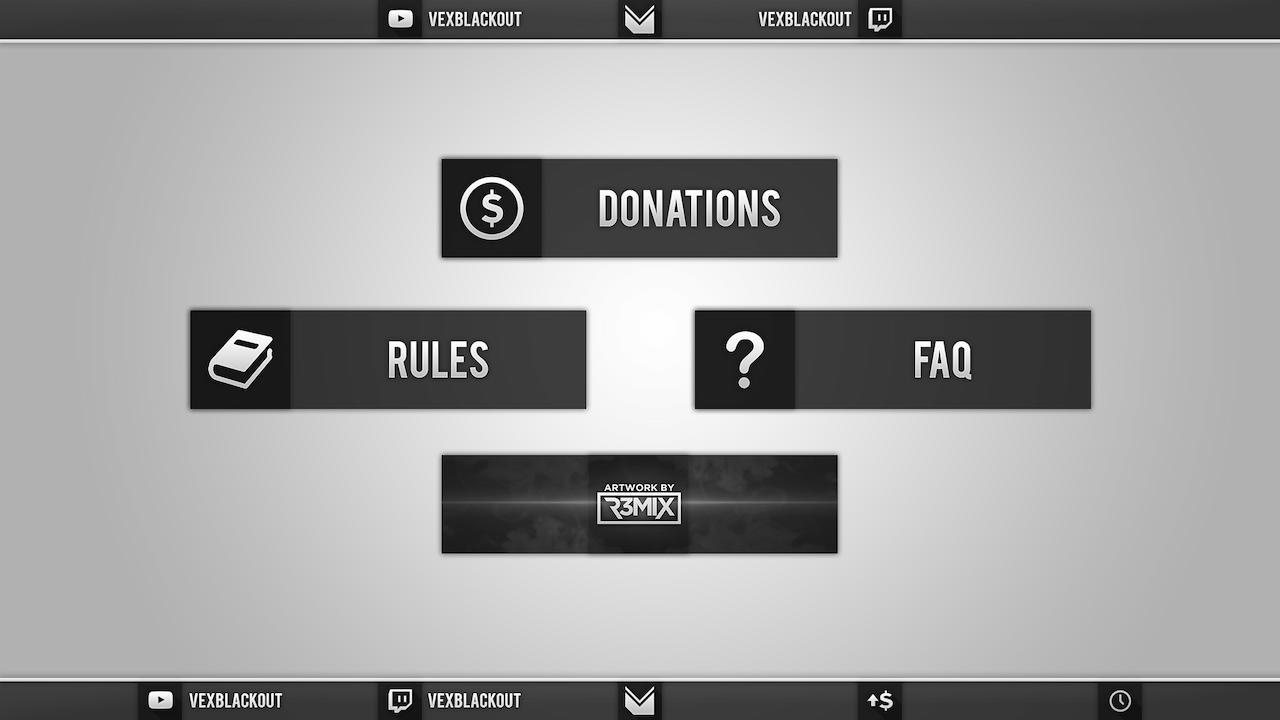 VEXBLACKOUT
VEXBLACKOUT
$ DONATIONS
RULES
? FAQ
ARTWORK BY
R3MIX
VEXBLACKOUT
VEXBLACKOUT
$